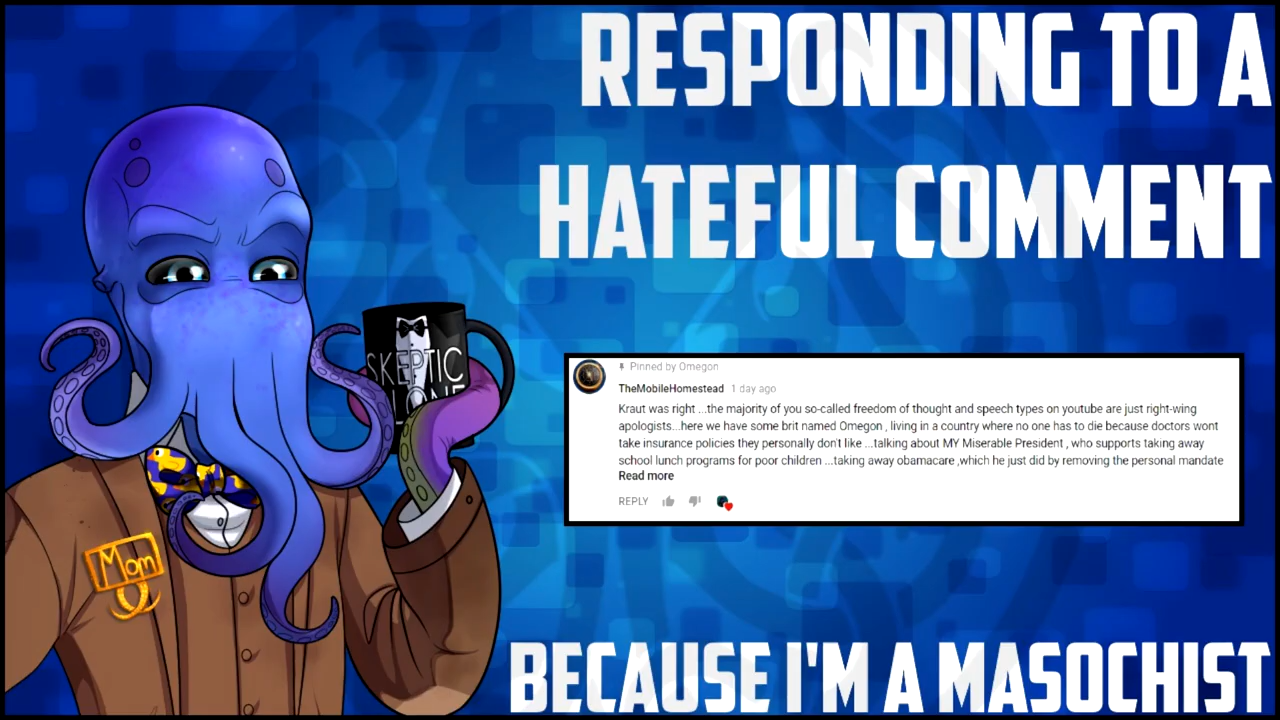 RESPONDING TO A
HATEFUL COMMENT
SKEPTIC
Mom
Pinned by Omegon
TheMobileHomestead 1 day ago
Kraut was right ...the majority of you so-called freedom of thought and speech types on youtube are just right-wing
apologists...here we have some brit named Omegon , living in a country where no one has to die because doctors wont
take insurance policies they personally don't like ...talking about MY Miserable President , who supports taking away
school lunch programs for poor children ...taking away obamacare ,which he just did by removing the personal mandate
Read more
REPLY
BECAUSE I'M A MASOCHIST